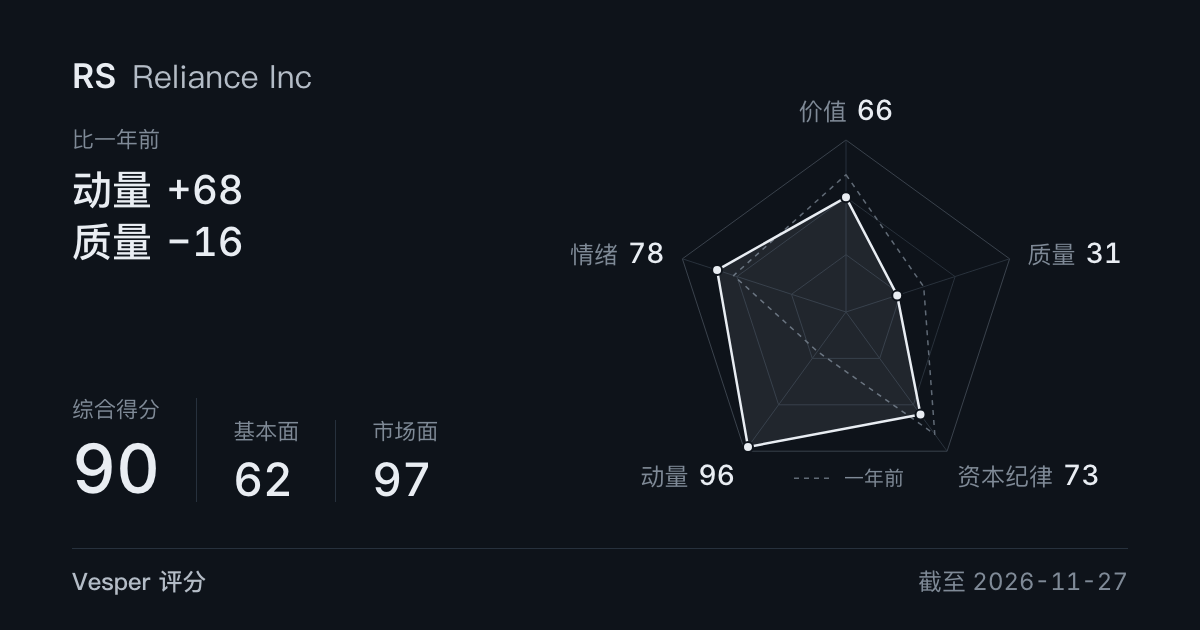 RS Reliance Inc
比一年前
动量 +68
质量 −16
综合得分
90
基本面
62
市场面
97
价值 66
情绪 78
质量 31
动量 96
一年前
资本纪律 73
Vesper 评分
截至 2026-11-27